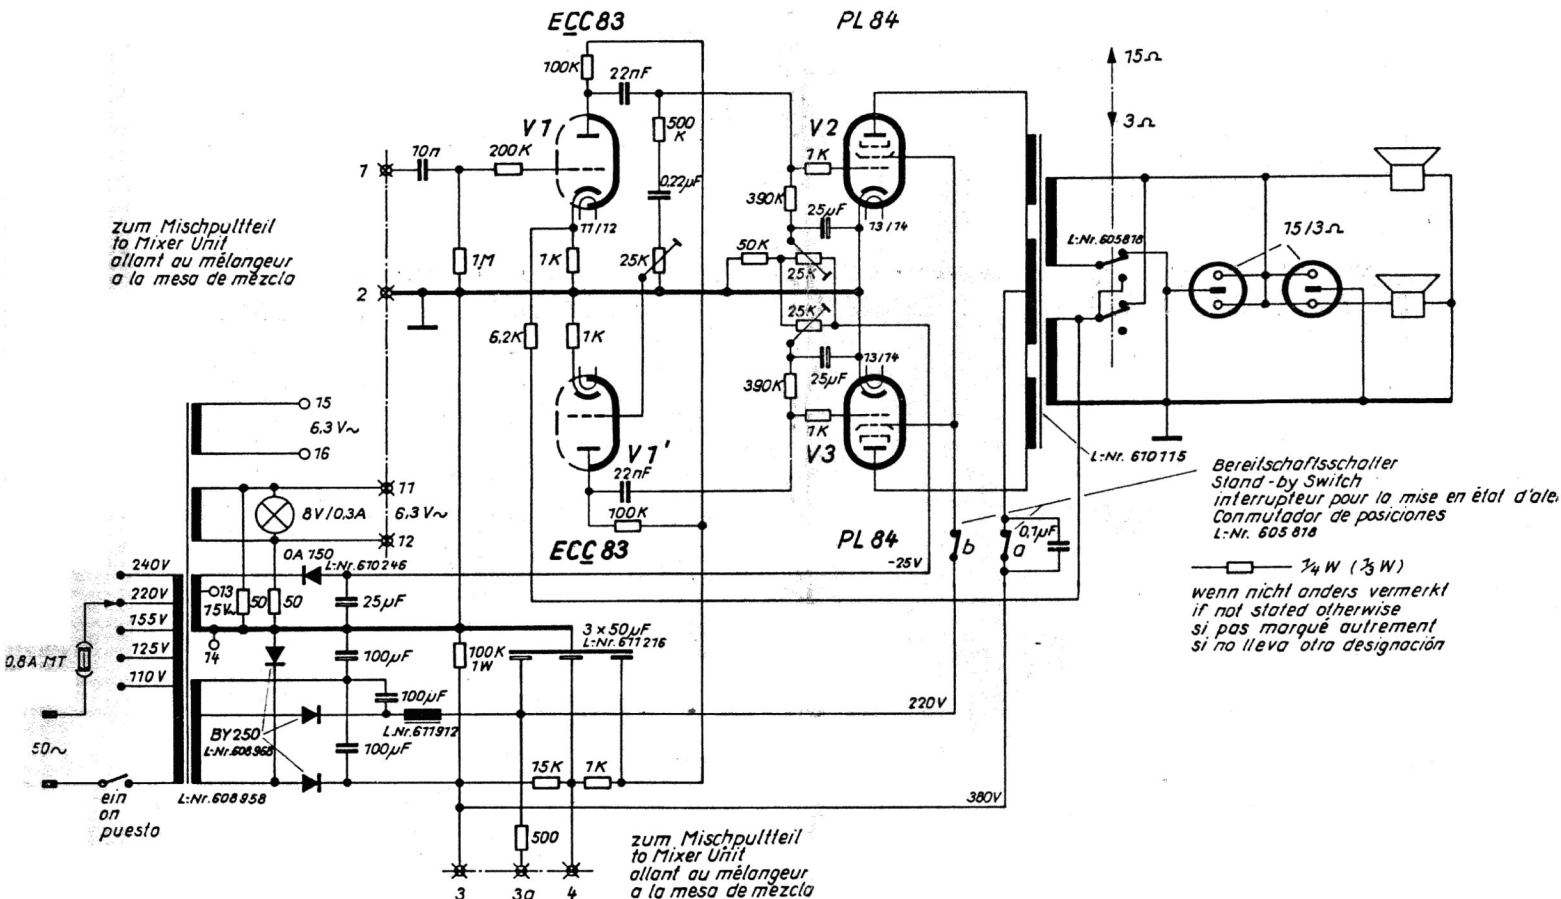 ECC83
PL84
15Ω
3Ω
100K
22nF
V1
500
K
V2
10n
200K
1K
7
0,22µF
390K
25µF
zum Mischpultteil
to Mixer Unit
allant au mélangeur
a la mesa de mezcla
11/12
13/14
L-Nr. 605818
15/3Ω
1M
1K
25K
50K
25K
2
25K
6,2K
1K
13/14
25µF
390K
15
6,3V~
16
1K
V1'
V3
22nF
L-Nr. 610115
11
8V/0,3A
6,3V~
12
100K
ECC83
PL84
b
a
0,1µF
Bereitschaftsschalter
Stand-by Switch
interrupteur pour la mise en état d'ale
Conmutador de posiciones
L-Nr. 605818
OA150
L-Nr.610246
-25V
240V
220V
155V
125V
110V
13
15V~
50
50
25µF
14
¼W (⅓W)
wenn nicht anders vermerkt
if not stated otherwise
si pas marqué autrement
si no lleva otra designación
0,8A MT
3x50µF
L-Nr.611216
100µF
100K
1W
100µF
220V
L.Nr.611912
BY250
L-Nr.608968
100µF
50~
15K
1K
L-Nr.608958
380V
ein
on
puesto
500
zum Mischpultteil
to Mixer Unit
allant au mélangeur
a la mesa de mezcla
3
3a
4